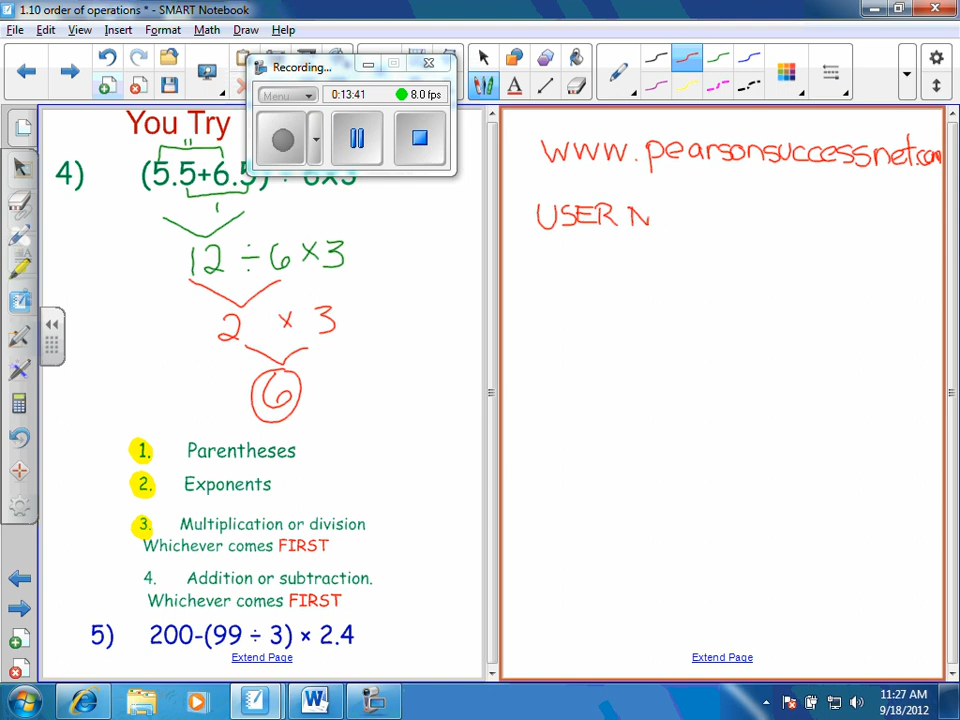 1.10 order of operations * - SMART Notebook
File Edit View Insert Format Math Draw Help
Recording...
Menu 0:13:41 8.0 fps
You Try
4) (5.5+6.5) ÷ 6x3
12 ÷ 6 x 3
2 x 3
6
1. Parentheses
2. Exponents
3. Multiplication or division
Whichever comes FIRST
4. Addition or subtraction.
Whichever comes FIRST
5) 200-(99 ÷ 3) × 2.4
Extend Page
www.pearsonsuccessnet.com
USER N
Extend Page
11:27 AM
9/18/2012